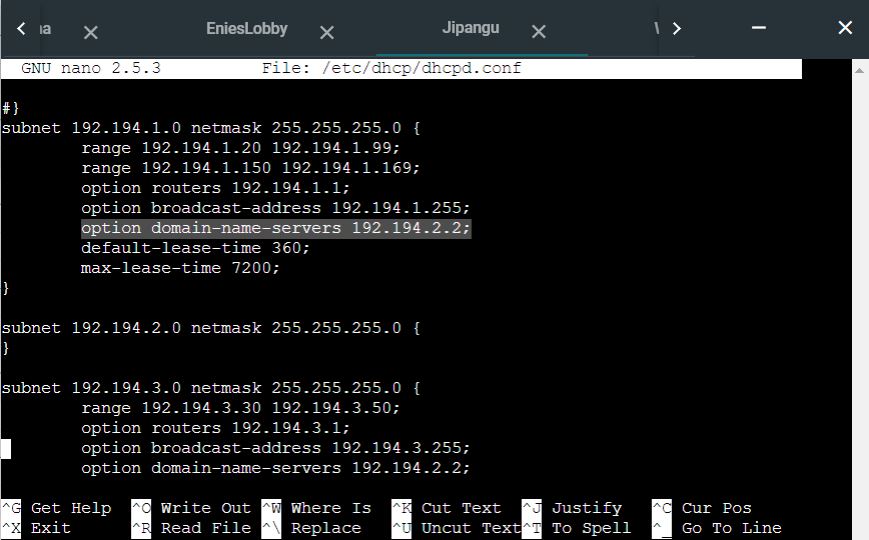 na EniesLobby Jipangu
GNU nano 2.5.3 File: /etc/dhcp/dhcpd.conf
#}
subnet 192.194.1.0 netmask 255.255.255.0 {
range 192.194.1.20 192.194.1.99;
range 192.194.1.150 192.194.1.169;
option routers 192.194.1.1;
option broadcast-address 192.194.1.255;
option domain-name-servers 192.194.2.2;
default-lease-time 360;
max-lease-time 7200;
}
subnet 192.194.2.0 netmask 255.255.255.0 {
}
subnet 192.194.3.0 netmask 255.255.255.0 {
range 192.194.3.30 192.194.3.50;
option routers 192.194.3.1;
option broadcast-address 192.194.3.255;
option domain-name-servers 192.194.2.2;
^G Get Help ^O Write Out ^W Where Is ^K Cut Text ^J Justify ^C Cur Pos
^X Exit ^R Read File ^\ Replace ^U Uncut Text ^T To Spell ^_ Go To Line